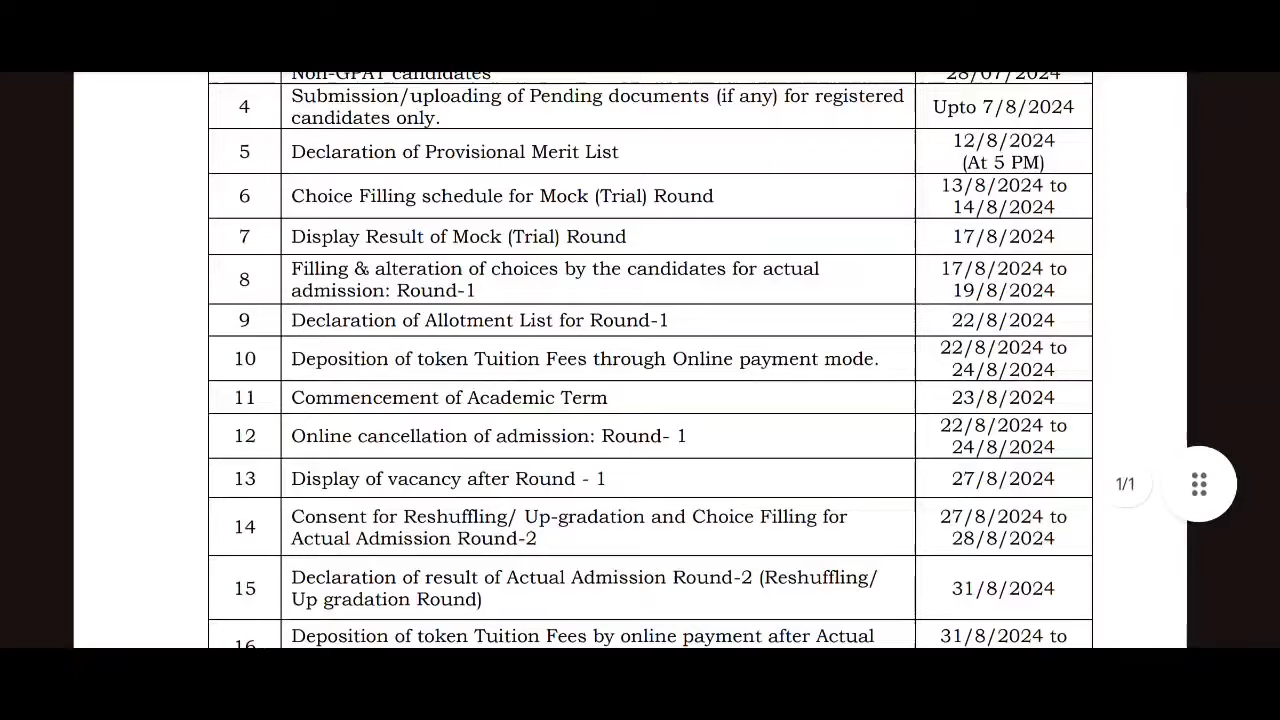 Non-GPAT candidates 28/07/2024
4 Submission/uploading of Pending documents (if any) for registered candidates only. Upto 7/8/2024
5 Declaration of Provisional Merit List 12/8/2024 (At 5 PM)
6 Choice Filling schedule for Mock (Trial) Round 13/8/2024 to 14/8/2024
7 Display Result of Mock (Trial) Round 17/8/2024
8 Filling & alteration of choices by the candidates for actual admission: Round-1 17/8/2024 to 19/8/2024
9 Declaration of Allotment List for Round-1 22/8/2024
10 Deposition of token Tuition Fees through Online payment mode. 22/8/2024 to 24/8/2024
11 Commencement of Academic Term 23/8/2024
12 Online cancellation of admission: Round- 1 22/8/2024 to 24/8/2024
13 Display of vacancy after Round - 1 27/8/2024
14 Consent for Reshuffling/ Up-gradation and Choice Filling for Actual Admission Round-2 27/8/2024 to 28/8/2024
15 Declaration of result of Actual Admission Round-2 (Reshuffling/ Up gradation Round) 31/8/2024
16 Deposition of token Tuition Fees by online payment after Actual 31/8/2024 to
1/1